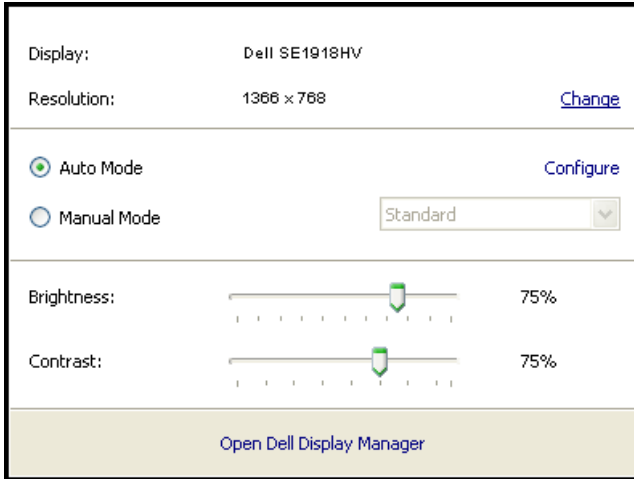 Display: Dell SE1918HV
Resolution: 1366 x 768 Change
Auto Mode Configure
Manual Mode Standard
Brightness: 75%
Contrast: 75%
Open Dell Display Manager